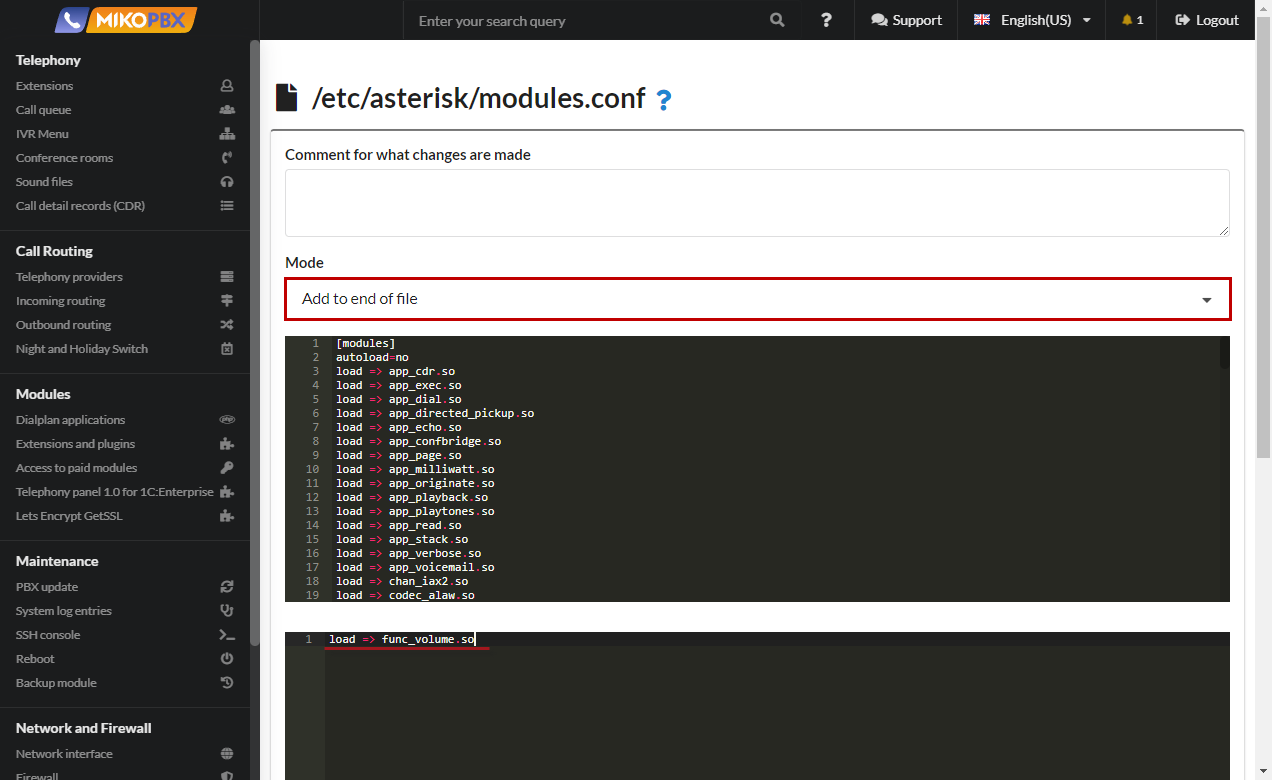 MIKOPBX
Enter your search query
?
Support
English(US)
1
Logout
Telephony
Extensions
Call queue
IVR Menu
Conference rooms
Sound files
Call detail records (CDR)
Call Routing
Telephony providers
Incoming routing
Outbound routing
Night and Holiday Switch
Modules
Dialplan applications
Extensions and plugins
Access to paid modules
Telephony panel 1.0 for 1C:Enterprise
Lets Encrypt GetSSL
Maintenance
PBX update
System log entries
SSH console
Reboot
Backup module
Network and Firewall
Network interface
Firewall
/etc/asterisk/modules.conf ?
Comment for what changes are made
Mode
Add to end of file
1 [modules]
2 autoload=no
3 load => app_cdr.so
4 load => app_exec.so
5 load => app_dial.so
6 load => app_directed_pickup.so
7 load => app_echo.so
8 load => app_confbridge.so
9 load => app_page.so
10 load => app_milliwatt.so
11 load => app_originate.so
12 load => app_playback.so
13 load => app_playtones.so
14 load => app_read.so
15 load => app_stack.so
16 load => app_verbose.so
17 load => app_voicemail.so
18 load => chan_iax2.so
19 load => codec_alaw.so
1 load => func_volume.so